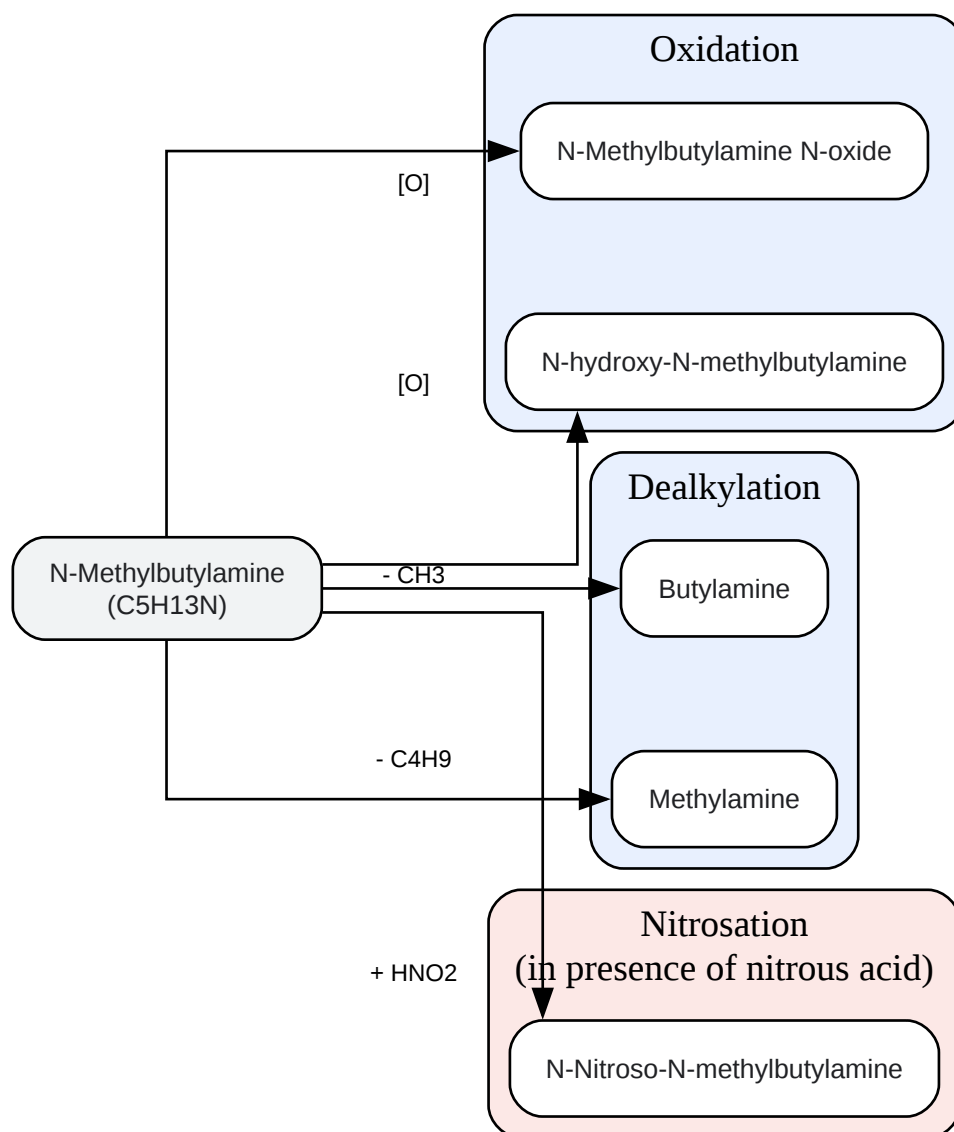 Oxidation
N-Methylbutylamine N-oxide
[O]
N-hydroxy-N-methylbutylamine
[O]
Dealkylation
N-Methylbutylamine
(C5H13N)
- CH3
Butylamine
- C4H9
Methylamine
Nitrosation
(in presence of nitrous acid)
+ HNO2
N-Nitroso-N-methylbutylamine